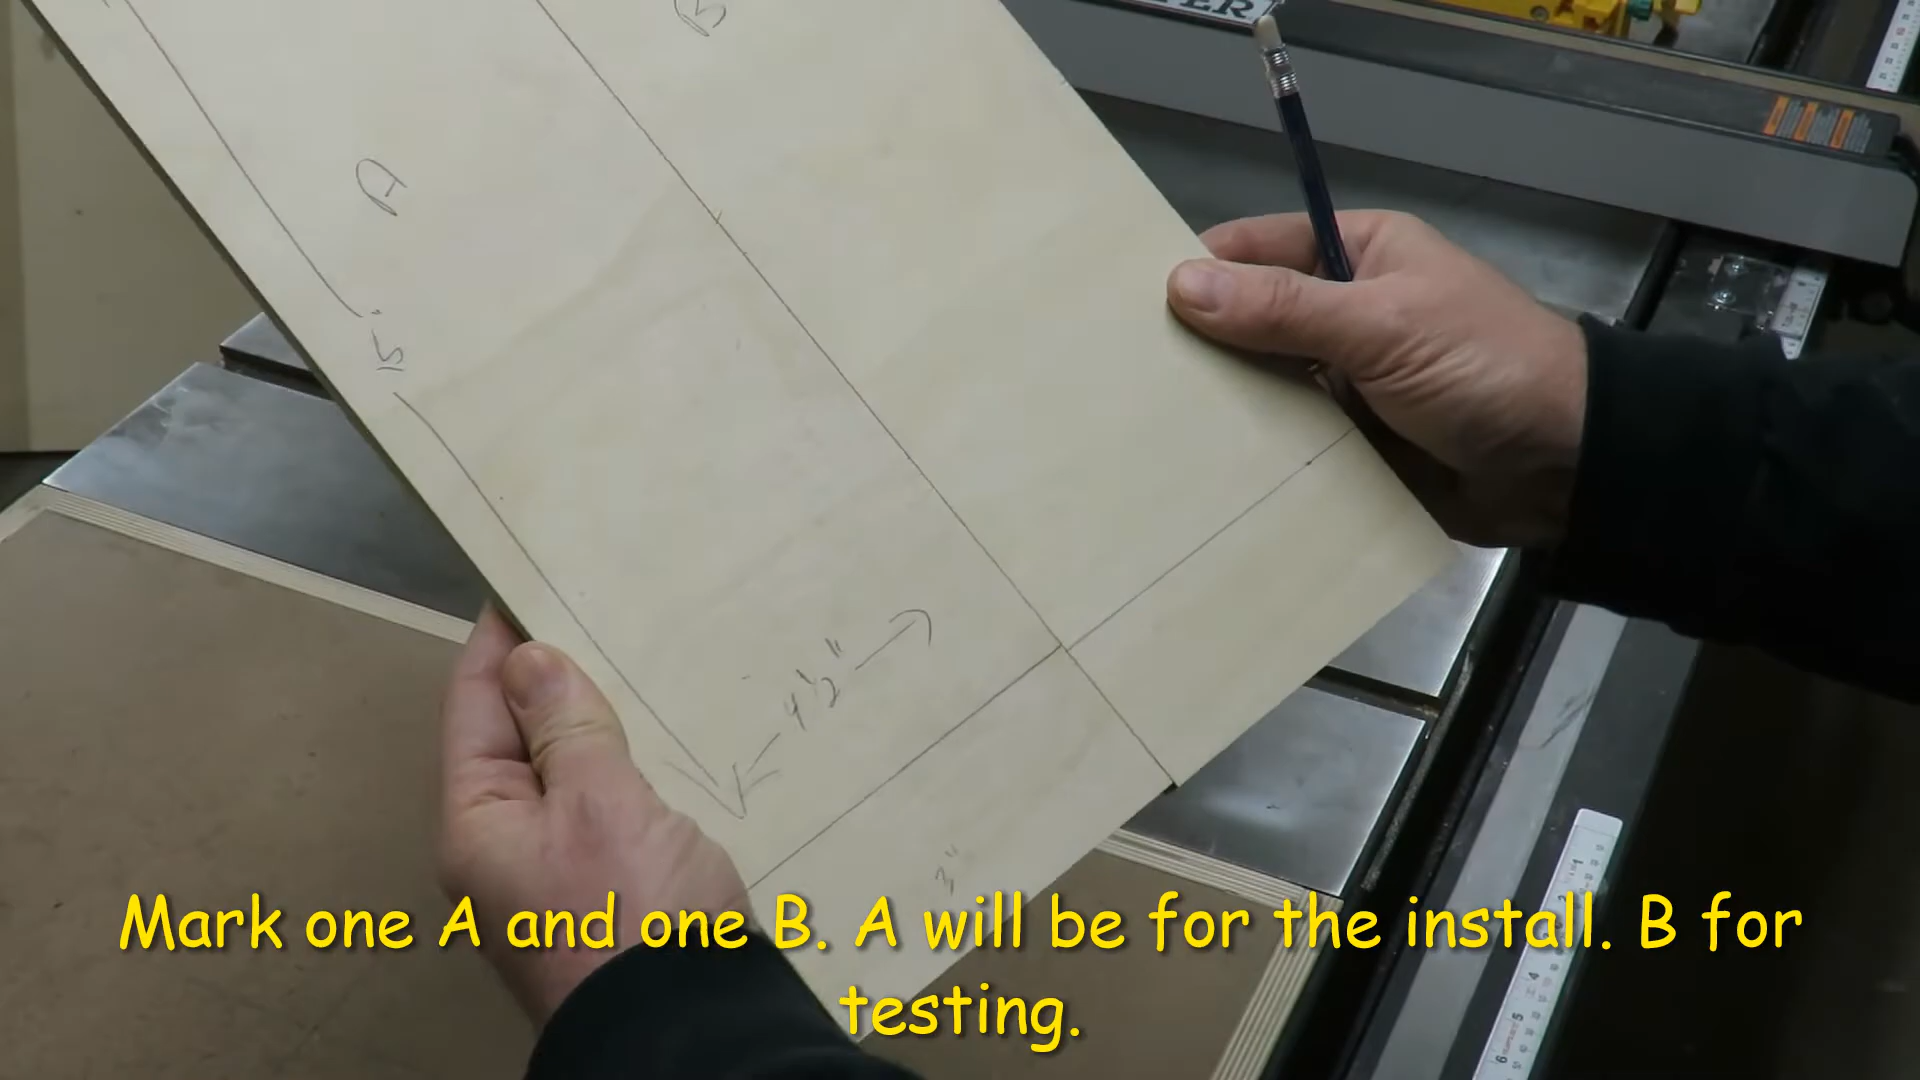 B
A
15"
4 1/2"
3"
Mark one A and one B. A will be for the install. B for
testing.